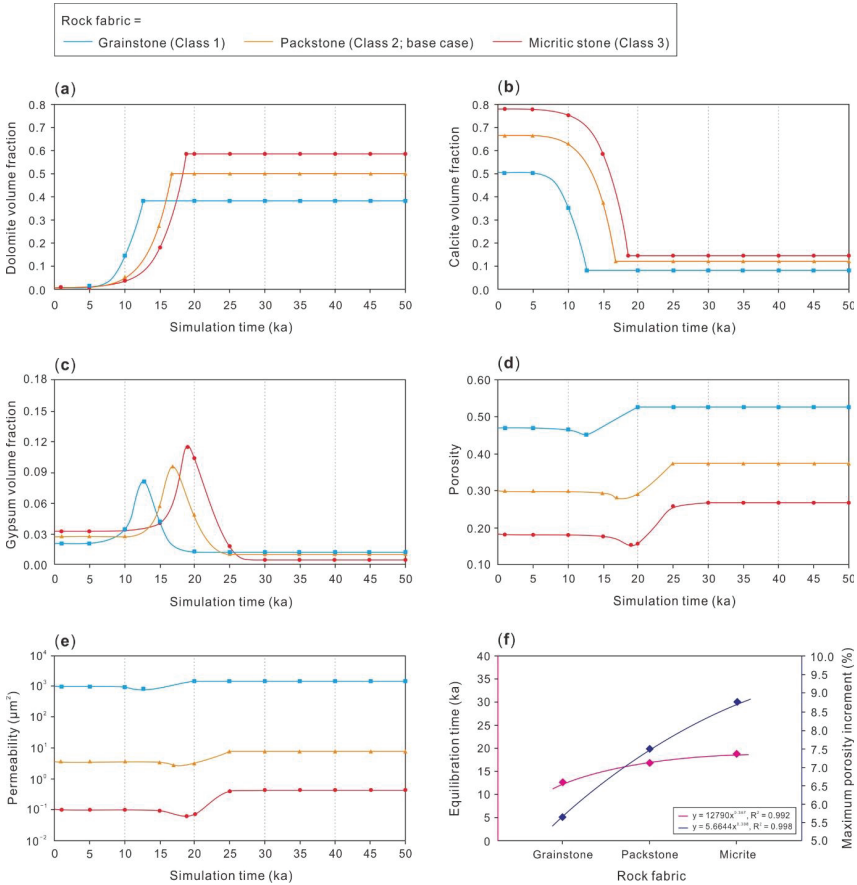 Rock fabric =
Grainstone (Class 1) Packstone (Class 2; base case) Micritic stone (Class 3)
(a)
Dolomite volume fraction
0.8
0.7
0.6
0.5
0.4
0.3
0.2
0.1
0.0
0 5 10 15 20 25 30 35 40 45 50
Simulation time (ka)
(b)
Calcite volume fraction
0.8
0.7
0.6
0.5
0.4
0.3
0.2
0.1
0.0
0 5 10 15 20 25 30 35 40 45 50
Simulation time (ka)
(c)
Gypsum volume fraction
0.18
0.15
0.12
0.09
0.06
0.03
0.00
0 5 10 15 20 25 30 35 40 45 50
Simulation time (ka)
(d)
Porosity
0.60
0.50
0.40
0.30
0.20
0.10
0 5 10 15 20 25 30 35 40 45 50
Simulation time (ka)
(e)
Permeability (μm²)
10⁴
10³
10²
10¹
10⁰
10⁻¹
10⁻²
0 5 10 15 20 25 30 35 40 45 50
Simulation time (ka)
(f)
Equilibration time (ka)
40
35
30
25
20
15
10
5
0
Maximum porosity increment (%)
10.0
9.5
9.0
8.5
8.0
7.5
7.0
6.5
6.0
5.5
5.0
R² = 0.992
R² = 0.998
Grainstone Packstone Micrite
Rock fabric